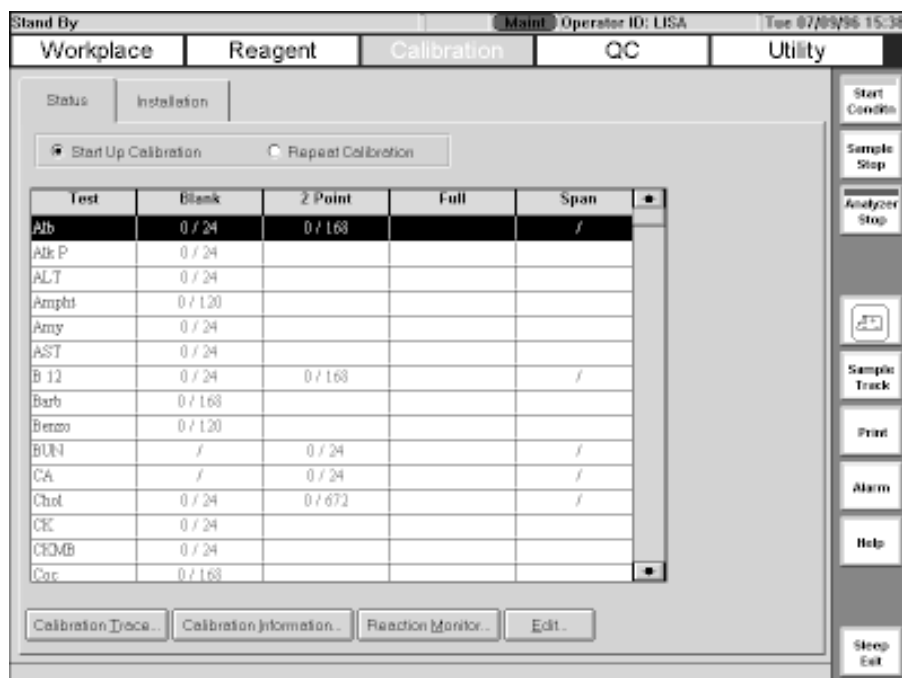 Stand By Maint Operator ID: LISA Tue 07/09/96 15:38
Workplace Reagent Calibration QC Utility
Status Installation
Start Up Calibration Repeat Calibration
Test Blank 2 Point Full Span
Alb 0 / 24 0 / 168 /
Alk P 0 / 24
ALT 0 / 24
Ampht 0 / 120
Amy 0 / 24
AST 0 / 24
B 12 0 / 24 0 / 168 /
Barb 0 / 168
Benzo 0 / 120
BUN / 0 / 24 /
CA / 0 / 24 /
Chol 0 / 24 0 / 672 /
CK 0 / 24
CKMB 0 / 24
Coc 0 / 168
Calibration Trace... Calibration Information... Reaction Monitor... Edit...
Start
Conditn
Sample
Stop
Analyzer
Stop
Sample
Track
Print
Alarm
Help
Sleep
Exit